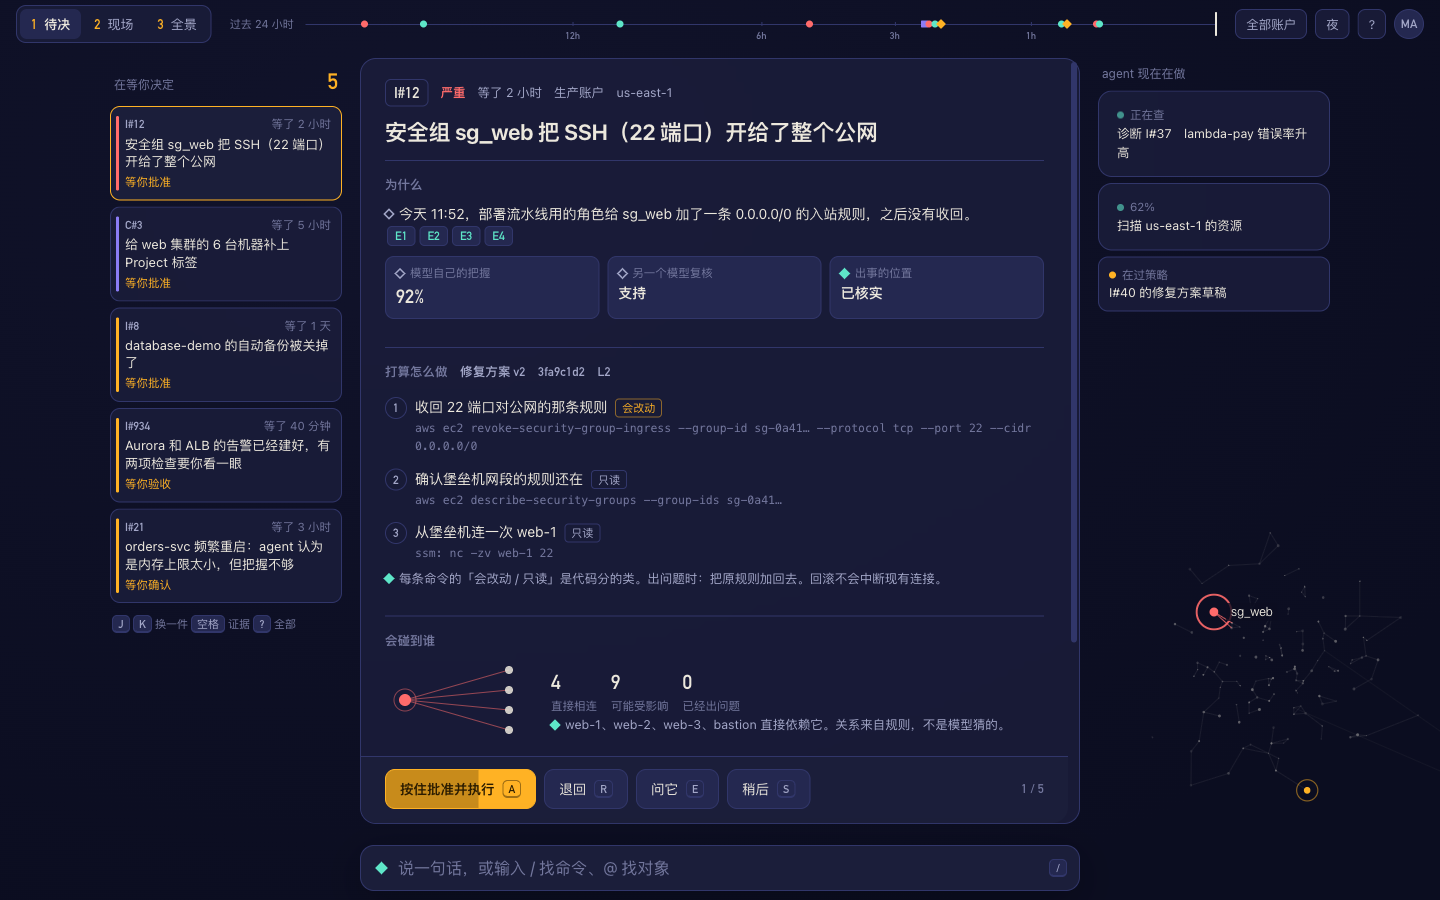 1 待决 2 现场 3 全景
过去 24 小时
12h 6h 3h 1h
全部账户 夜 ? MA
在等你决定 5
I#12 等了 2 小时
安全组 sg_web 把 SSH（22 端口）
开给了整个公网
等你批准
C#3 等了 5 小时
给 web 集群的 6 台机器补上
Project 标签
等你批准
I#8 等了 1 天
database-demo 的自动备份被关掉
了
等你批准
I#934 等了 40 分钟
Aurora 和 ALB 的告警已经建好，有
两项检查要你看一眼
等你验收
I#21 等了 3 小时
orders-svc 频繁重启：agent 认为
是内存上限太小，但把握不够
等你确认
J K 换一件 空格 证据 ? 全部
I#12 严重 等了 2 小时 生产账户 us-east-1
安全组 sg_web 把 SSH（22 端口）开给了整个公网
为什么
今天 11:52，部署流水线用的角色给 sg_web 加了一条 0.0.0.0/0 的入站规则，之后没有收回。
E1 E2 E3 E4
模型自己的把握
92%
另一个模型复核
支持
出事的位置
已核实
打算怎么做 修复方案 v2 3fa9c1d2 L2
1 收回 22 端口对公网的那条规则 会改动
aws ec2 revoke-security-group-ingress --group-id sg-0a41… --protocol tcp --port 22 --cidr
0.0.0.0/0
2 确认堡垒机网段的规则还在 只读
aws ec2 describe-security-groups --group-ids sg-0a41…
3 从堡垒机连一次 web-1 只读
ssm: nc -zv web-1 22
每条命令的「会改动 / 只读」是代码分的类。出问题时：把原规则加回去。回滚不会中断现有连接。
会碰到谁
4 9 0
直接相连 可能受影响 已经出问题
web-1、web-2、web-3、bastion 直接依赖它。关系来自规则，不是模型猜的。
按住批准并执行 A 退回 R 问它 E 稍后 S 1 / 5
说一句话，或输入 / 找命令、@ 找对象 /
agent 现在在做
正在查
诊断 I#37 lambda-pay 错误率升
高
62%
扫描 us-east-1 的资源
在过策略
I#40 的修复方案草稿
sg_web